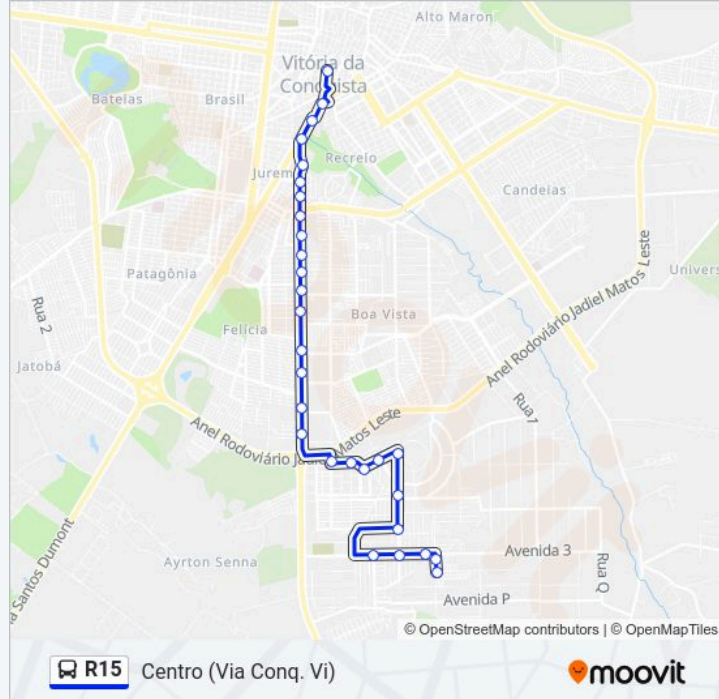 Alto Maron
Vitória da
Conquista
Bateias
Brasil
Recreio
Jurem
Candeias
Patagônia
Univers
Rua 2
Boa Vista
Felícia
Anel Rodoviário Jadiel Matos Leste
Jatobá
Rua 1
Anel Rodoviário Jadiel Matos Leste
Ayrton Senna
Avenida 3
Rua Q
a Santos Dumont
Avenida P
© OpenStreetMap contributors | © OpenMapTiles
R15 Centro (Via Conq. Vi) moovit